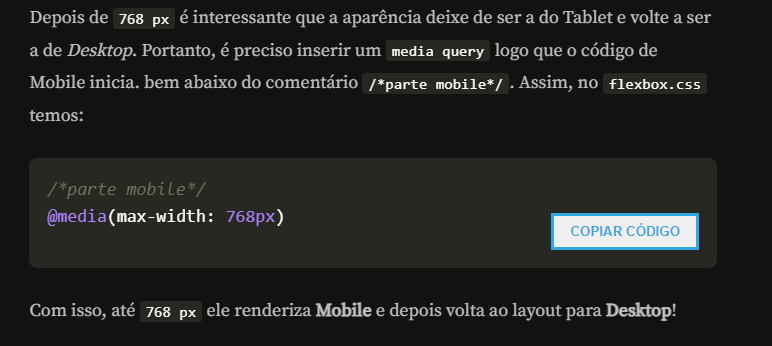 Depois de 768 px é interessante que a aparência deixe de ser a do Tablet e volte a ser
a de Desktop. Portanto, é preciso inserir um media query logo que o código de
Mobile inicia. bem abaixo do comentário /*parte mobile*/ . Assim, no flexbox.css
temos:
/*parte mobile*/
@media(max-width: 768px)
COPIAR CÓDIGO
Com isso, até 768 px ele renderiza Mobile e depois volta ao layout para Desktop!